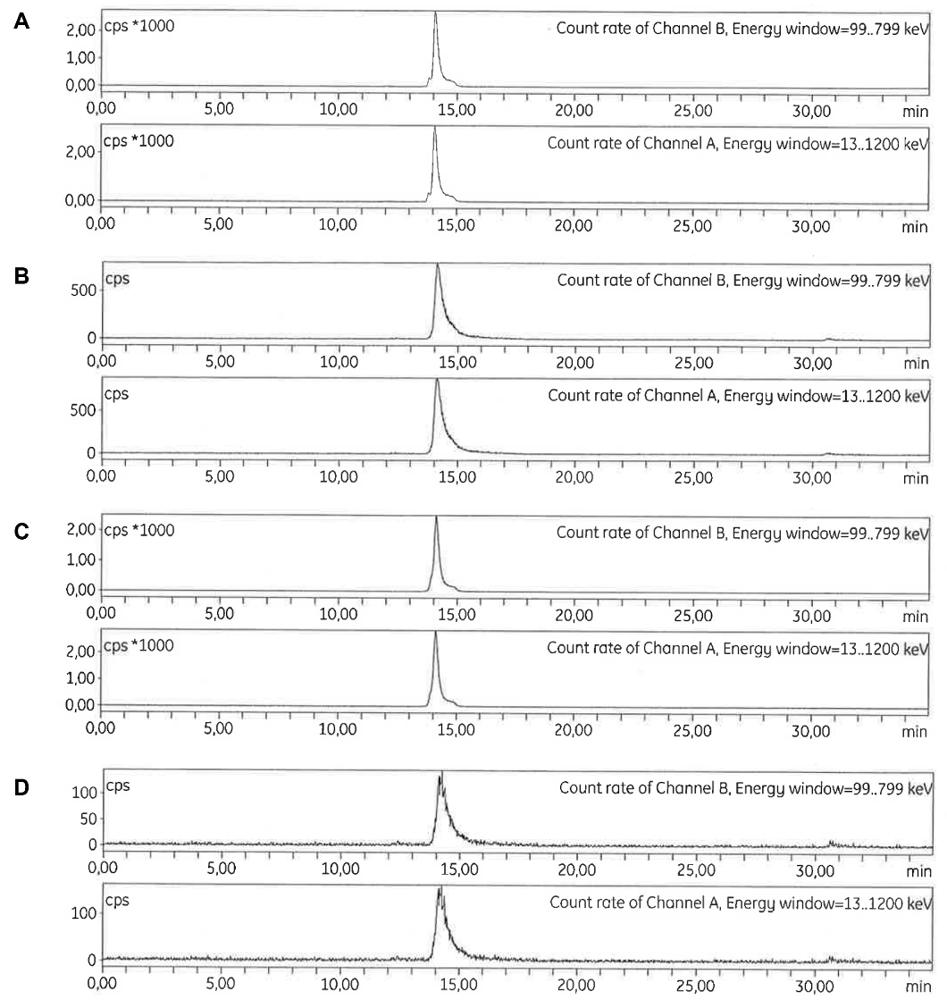 A
cps *1000
Count rate of Channel B, Energy window=99..799 keV
2,00
1,00
0,00
0,00 5,00 10,00 15,00 20,00 25,00 30,00 min
cps *1000
Count rate of Channel A, Energy window=13..1200 keV
2,00
0,00
0,00 5,00 10,00 15,00 20,00 25,00 30,00 min
B
cps
Count rate of Channel B, Energy window=99..799 keV
500
0
0,00 5,00 10,00 15,00 20,00 25,00 30,00 min
cps
Count rate of Channel A, Energy window=13..1200 keV
500
0
0,00 5,00 10,00 15,00 20,00 25,00 30,00 min
C
cps *1000
Count rate of Channel B, Energy window=99..799 keV
2,00
1,00
0,00
0,00 5,00 10,00 15,00 20,00 25,00 30,00 min
cps *1000
Count rate of Channel A, Energy window=13..1200 keV
2,00
1,00
0,00
0,00 5,00 10,00 15,00 20,00 25,00 30,00 min
D
cps
Count rate of Channel B, Energy window=99..799 keV
100
50
0
0,00 5,00 10,00 15,00 20,00 25,00 30,00 min
cps
Count rate of Channel A, Energy window=13..1200 keV
100
0
0,00 5,00 10,00 15,00 20,00 25,00 30,00 min